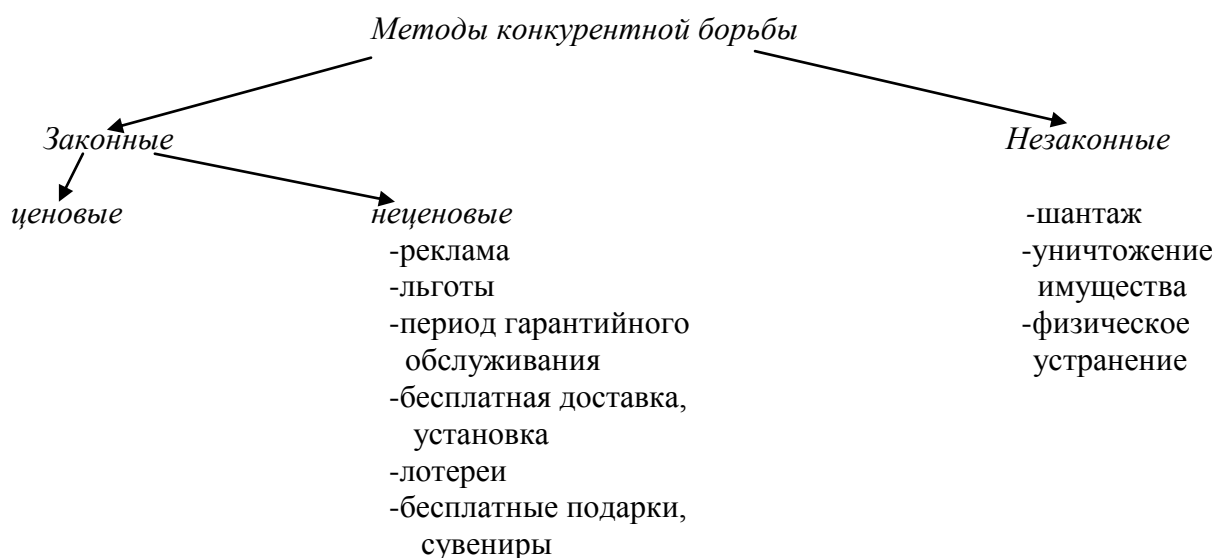 Методы конкурентной борьбы
Законные
Незаконные
ценовые
неценовые
-реклама
-льготы
-период гарантийного
обслуживания
-бесплатная доставка,
установка
-лотереи
-бесплатные подарки,
сувениры
-шантаж
-уничтожение
имущества
-физическое
устранение